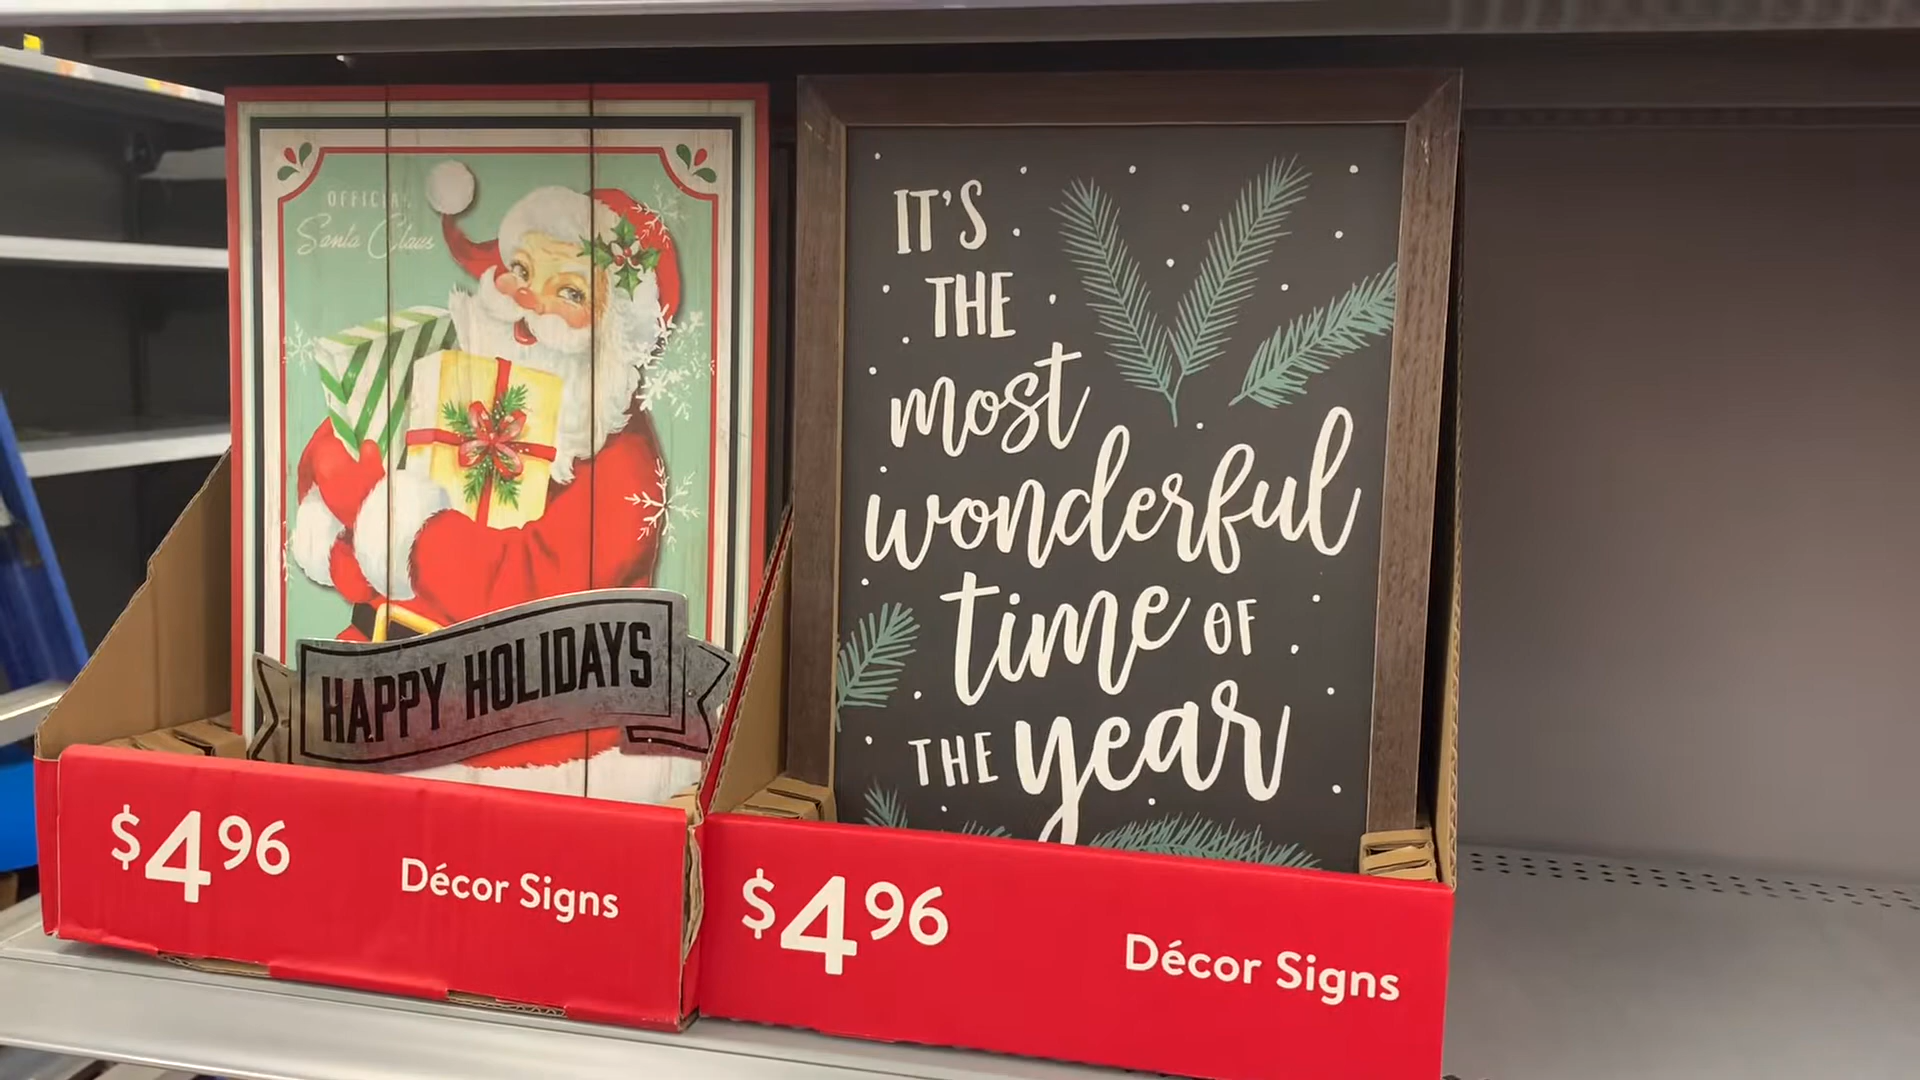 OFFICIAL
Santa Claus
HAPPY HOLIDAYS
$4.96
Décor Signs
IT'S
THE
most
wonderful
time OF
THE year
$4.96
Décor Signs